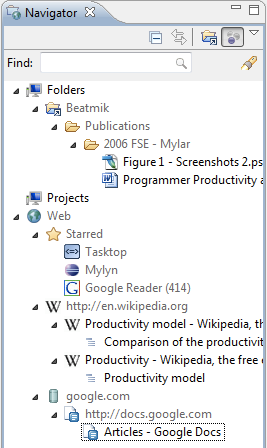 Navigator
Find:
Folders
Beatmik
Publications
2006 FSE - Mylar
Figure 1 - Screenshots 2.ps
Programmer Productivity a
Projects
Web
Starred
Tasktop
Mylyn
Google Reader (414)
http://en.wikipedia.org
Productivity model - Wikipedia, th
Comparison of the productivit
Productivity - Wikipedia, the free
Productivity model
google.com
http://docs.google.com
Articles - Google Docs